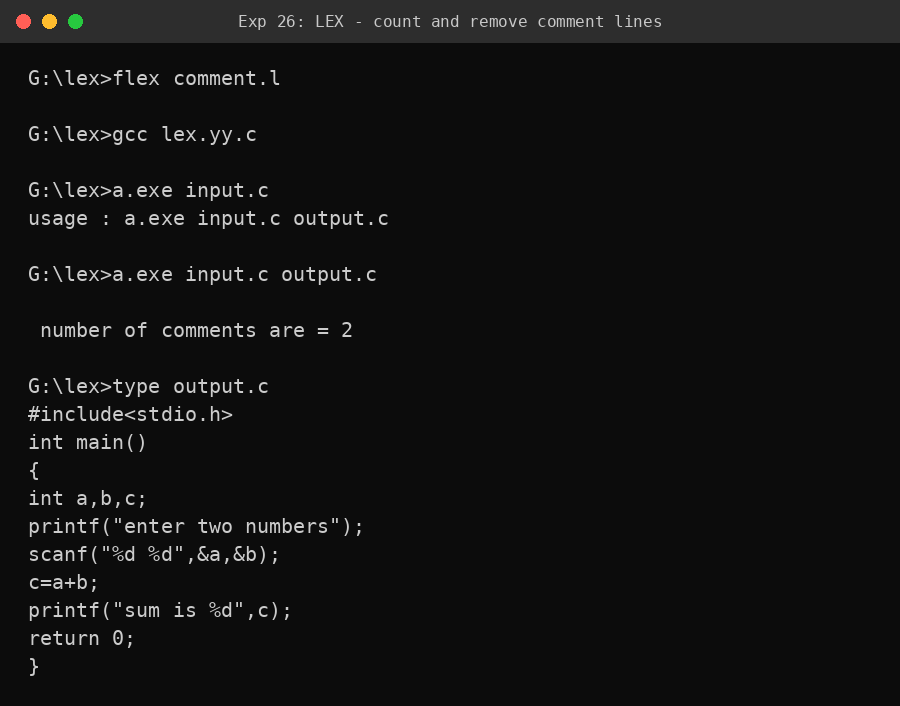 Exp 26: LEX - count and remove comment lines
G:\lex>flex comment.l
G:\lex>gcc lex.yy.c
G:\lex>a.exe input.c
usage : a.exe input.c output.c
G:\lex>a.exe input.c output.c
number of comments are = 2
G:\lex>type output.c
#include<stdio.h>
int main()
{
int a,b,c;
printf("enter two numbers");
scanf("%d %d",&a,&b);
c=a+b;
printf("sum is %d",c);
return 0;
}